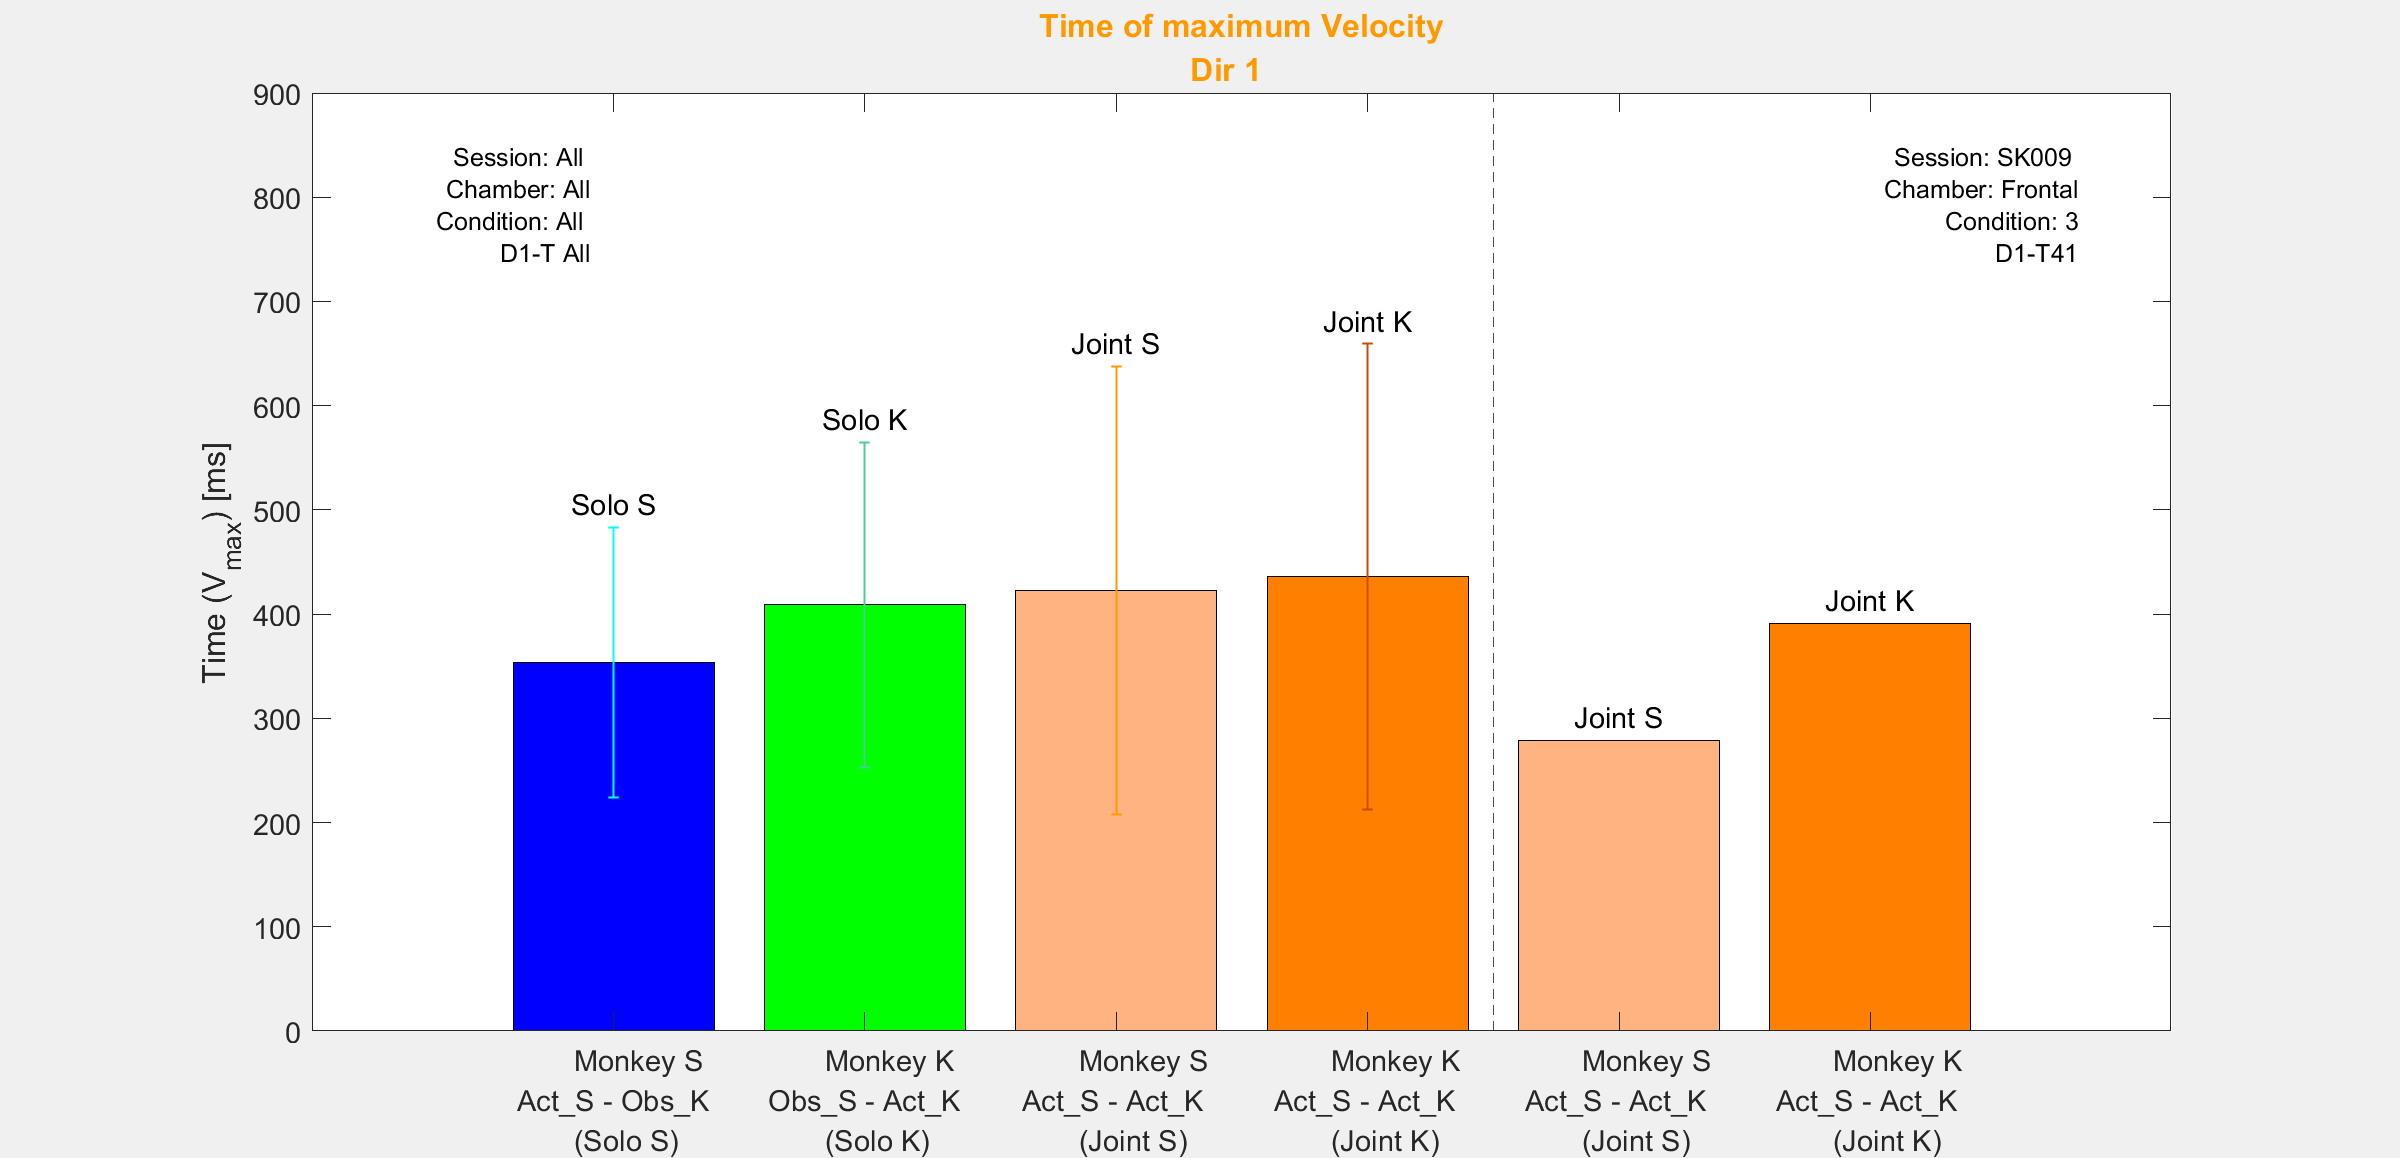 Time of maximum Velocity
Dir 1
Session: All
Chamber: All
Condition: All
D1-T All
Session: SK009
Chamber: Frontal
Condition: 3
D1-T41
900
800
700
600
500
400
300
200
100
0
Time (Vmax) [ms]
Solo S
Solo K
Joint S
Joint K
Joint S
Joint K
Monkey S
Act_S - Obs_K
(Solo S)
Monkey K
Obs_S - Act_K
(Solo K)
Monkey S
Act_S - Act_K
(Joint S)
Monkey K
Act_S - Act_K
(Joint K)
Monkey S
Act_S - Act_K
(Joint S)
Monkey K
Act_S - Act_K
(Joint K)